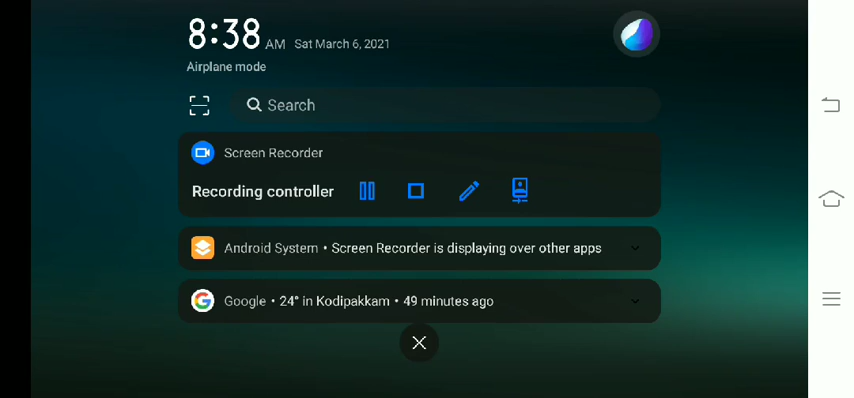 8:38 AM Sat March 6, 2021
Airplane mode
Search
Screen Recorder
Recording controller
Android System • Screen Recorder is displaying over other apps
Google • 24° in Kodipakkam • 49 minutes ago